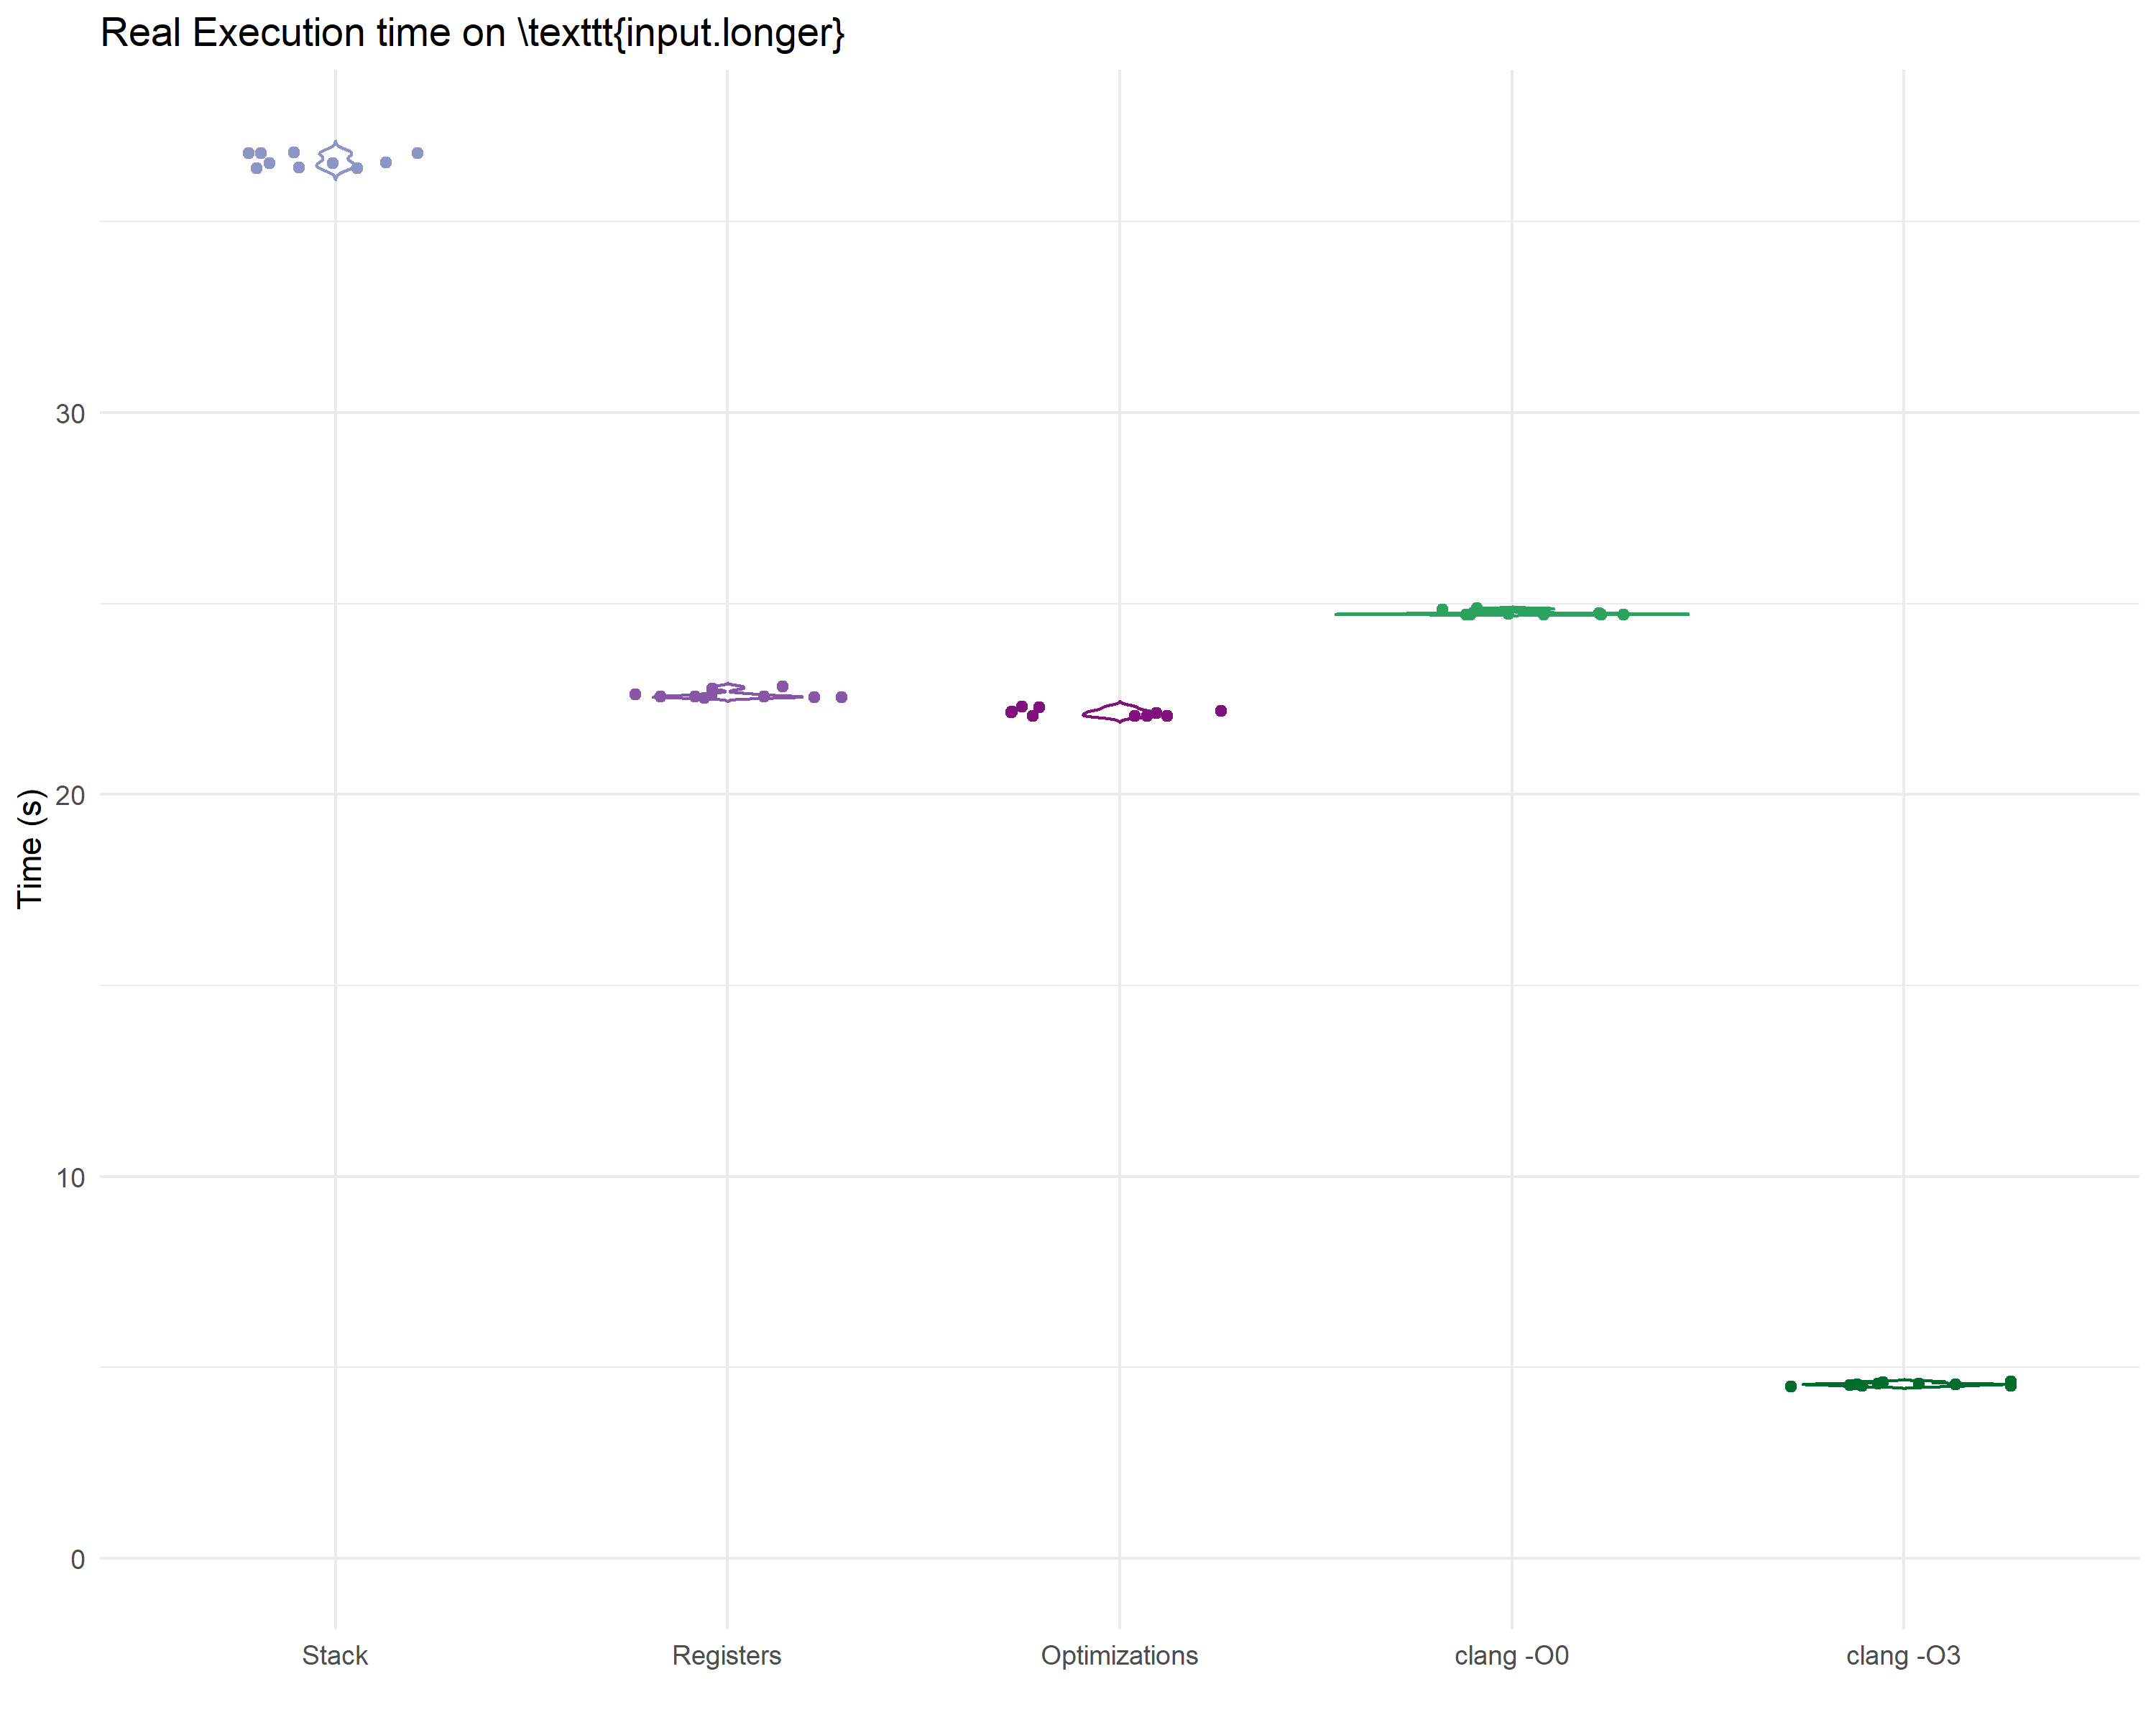 Real Execution time on \texttt{input.longer}
Time (s)
30
20
10
0
Stack
Registers
Optimizations
clang -O0
clang -O3